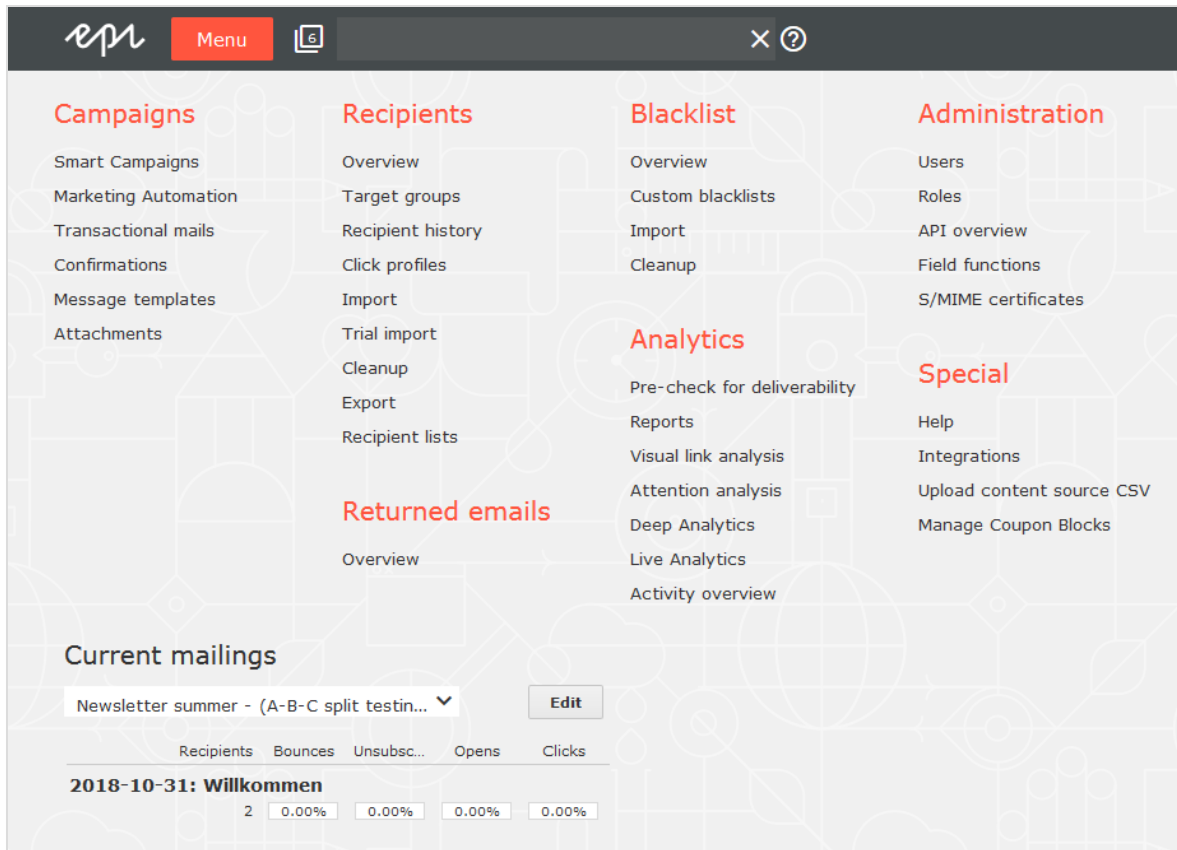 epi
Menu
6
Campaigns
Smart Campaigns
Marketing Automation
Transactional mails
Confirmations
Message templates
Attachments
Recipients
Overview
Target groups
Recipient history
Click profiles
Import
Trial import
Cleanup
Export
Recipient lists
Returned emails
Overview
Blacklist
Overview
Custom blacklists
Import
Cleanup
Analytics
Pre-check for deliverability
Reports
Visual link analysis
Attention analysis
Deep Analytics
Live Analytics
Activity overview
Administration
Users
Roles
API overview
Field functions
S/MIME certificates
Special
Help
Integrations
Upload content source CSV
Manage Coupon Blocks
Current mailings
Newsletter summer - (A-B-C split testin...
Edit
Recipients Bounces Unsubsc... Opens Clicks
2018-10-31: Willkommen
2 0.00% 0.00% 0.00% 0.00%